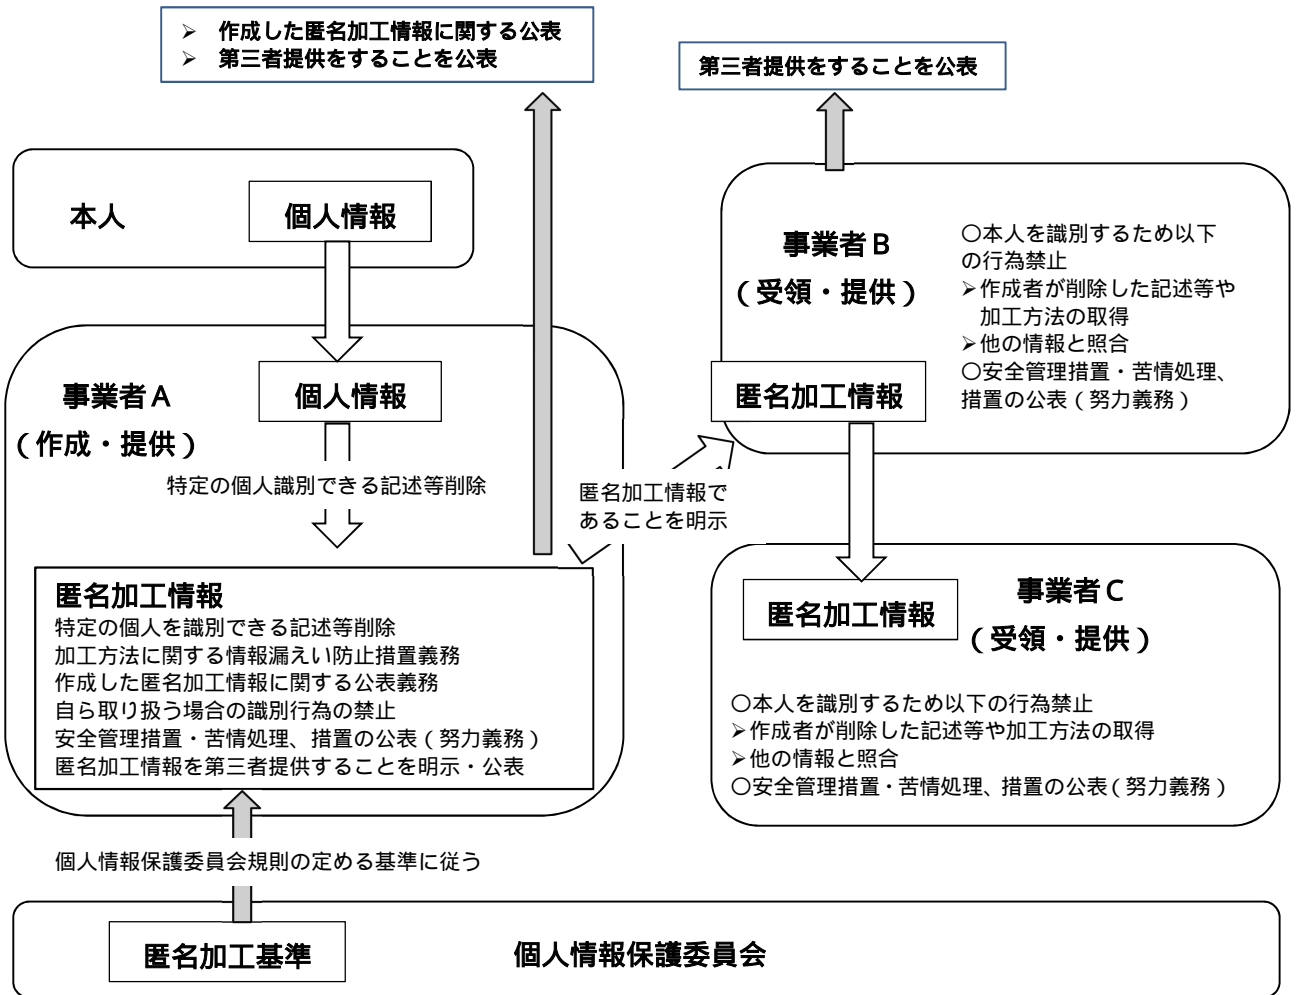 ➢ 作成した匿名加工情報に関する公表
➢ 第三者提供をすることを公表
第三者提供をすることを公表
本人
個人情報
事業者A
(作成・提供)
個人情報
特定の個人識別できる記述等削除
匿名加工情報
特定の個人を識別できる記述等削除
加工方法に関する情報漏えい防止措置義務
作成した匿名加工情報に関する公表義務
自ら取り扱う場合の識別行為の禁止
安全管理措置・苦情処理、措置の公表(努力義務)
匿名加工情報を第三者提供することを明示・公表
匿名加工情報で
あることを明示
事業者B
(受領・提供)
○本人を識別するため以下
の行為禁止
➢作成者が削除した記述等や
加工方法の取得
➢他の情報と照合
○安全管理措置・苦情処理、
措置の公表(努力義務)
匿名加工情報
匿名加工情報
事業者C
(受領・提供)
○本人を識別するため以下の行為禁止
➢作成者が削除した記述等や加工方法の取得
➢他の情報と照合
○安全管理措置・苦情処理、措置の公表(努力義務)
個人情報保護委員会規則の定める基準に従う
匿名加工基準
個人情報保護委員会